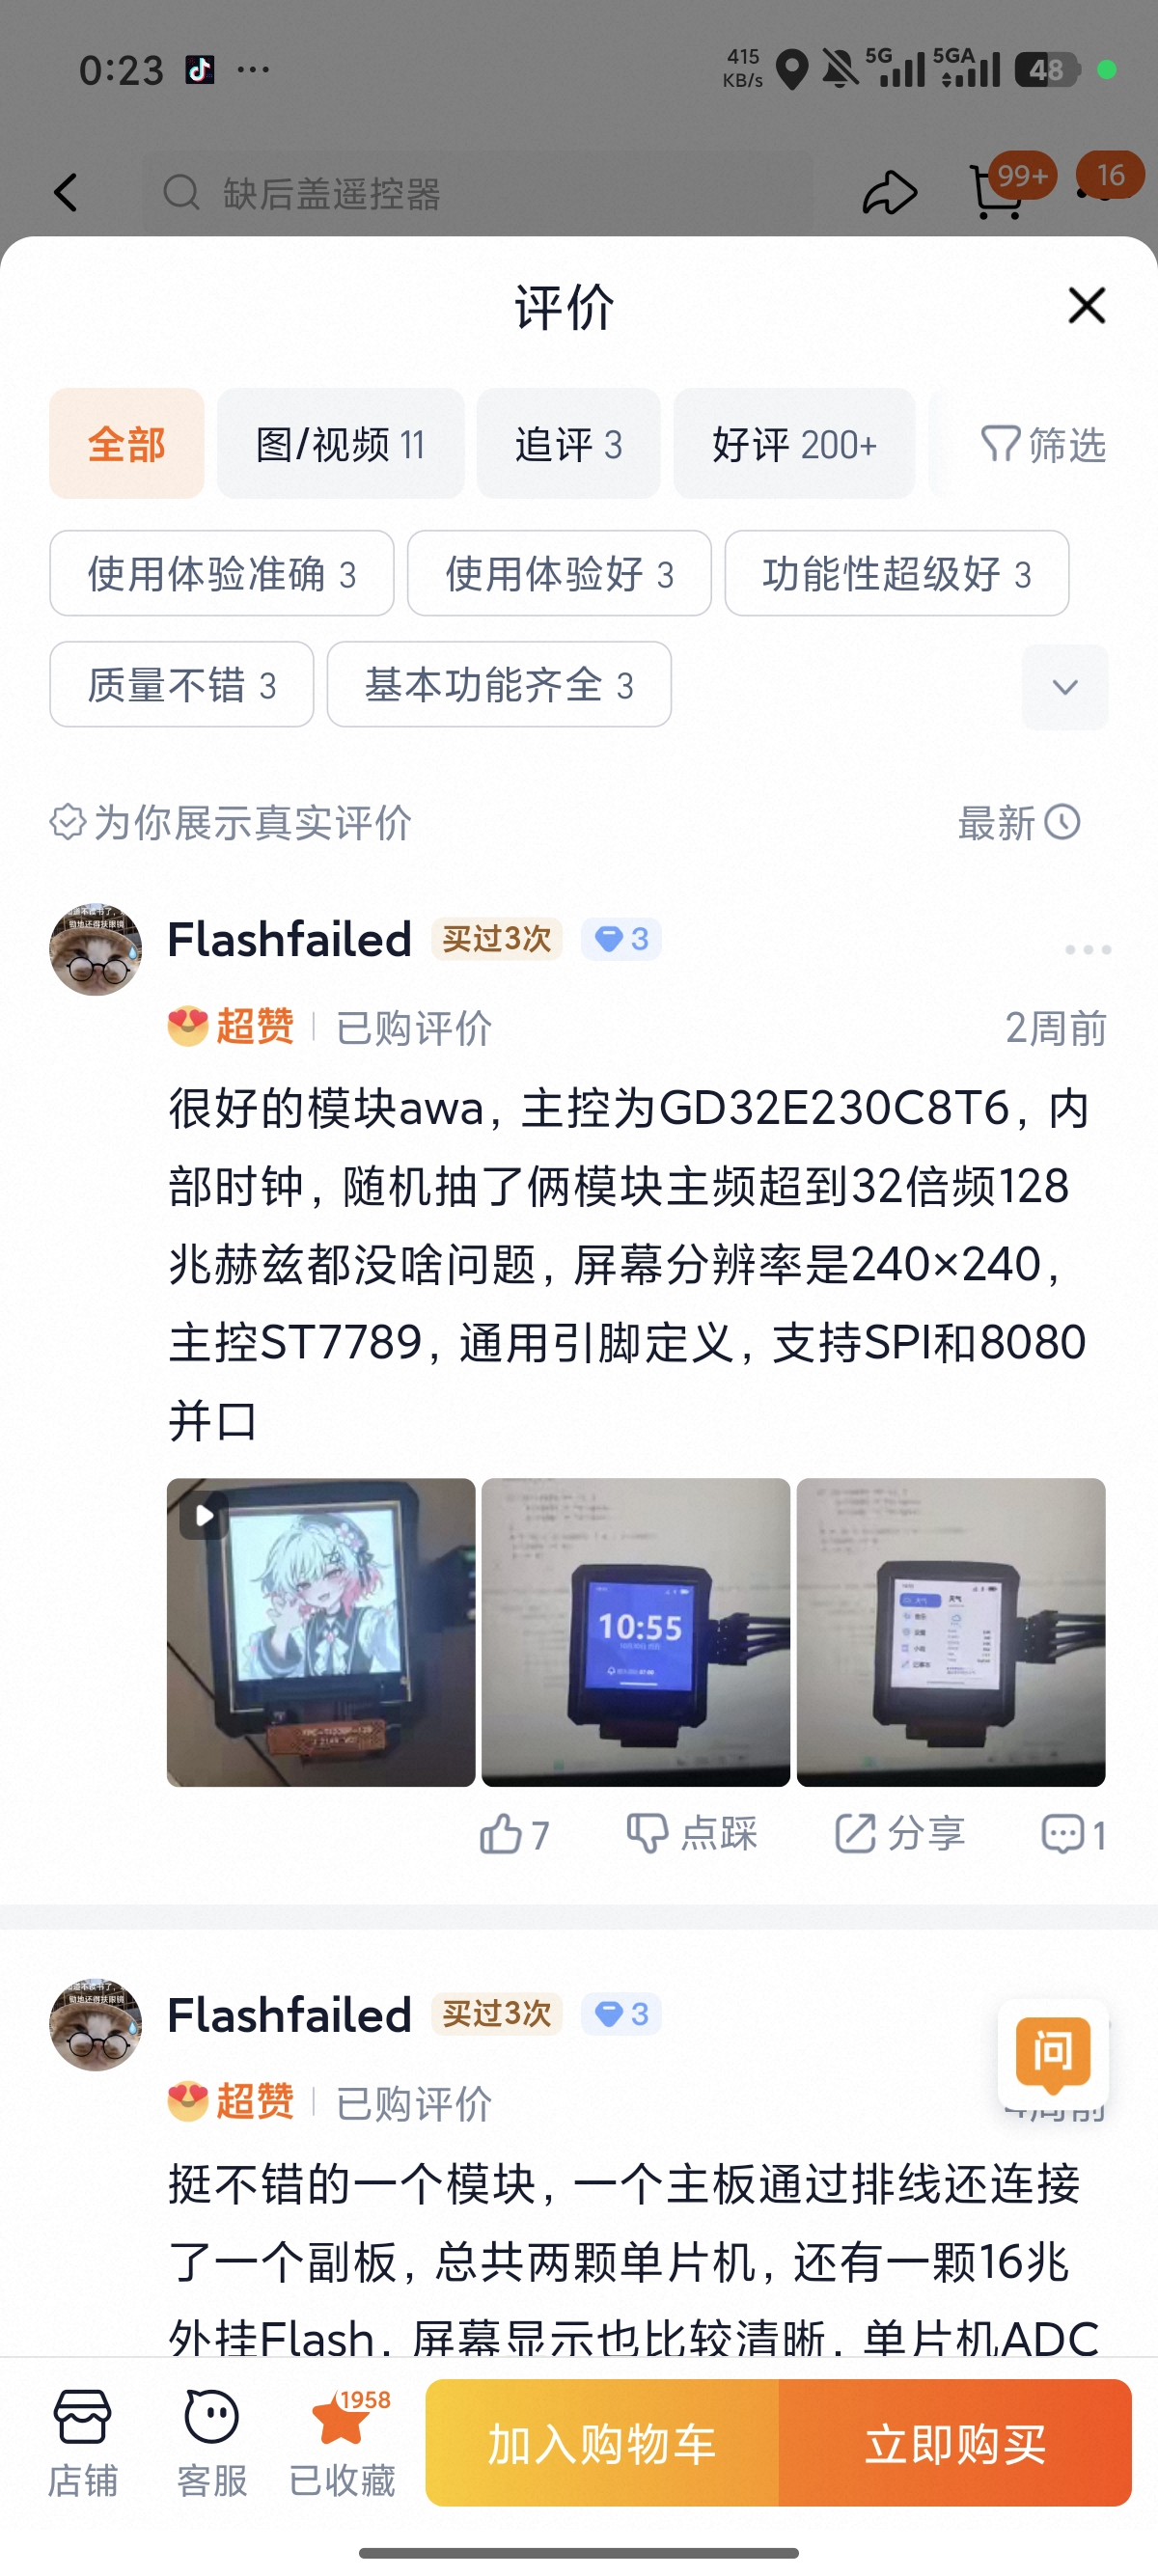 0:23
415
KB/s
5G
5GA
48
缺后盖遥控器
99+
16
评价
全部
图/视频 11
追评 3
好评 200+
筛选
使用体验准确 3
使用体验好 3
功能性超级好 3
质量不错 3
基本功能齐全 3
为你展示真实评价
最新
Flashfailed 买过3次 3
超赞 已购评价
2周前
很好的模块awa，主控为GD32E230C8T6，内
部时钟，随机抽了俩模块主频超到32倍频128
兆赫兹都没啥问题，屏幕分辨率是240×240，
主控ST7789，通用引脚定义，支持SPI和8080
并口
10:55
天气
7
点踩
分享
1
Flashfailed 买过3次 3
问
超赞 已购评价
4周前
挺不错的一个模块，一个主板通过排线还连接
了一个副板，总共两颗单片机，还有一颗16兆
外挂Flash，屏幕显示也比较清晰，单片机ADC
店铺
客服
1958
已收藏
加入购物车
立即购买